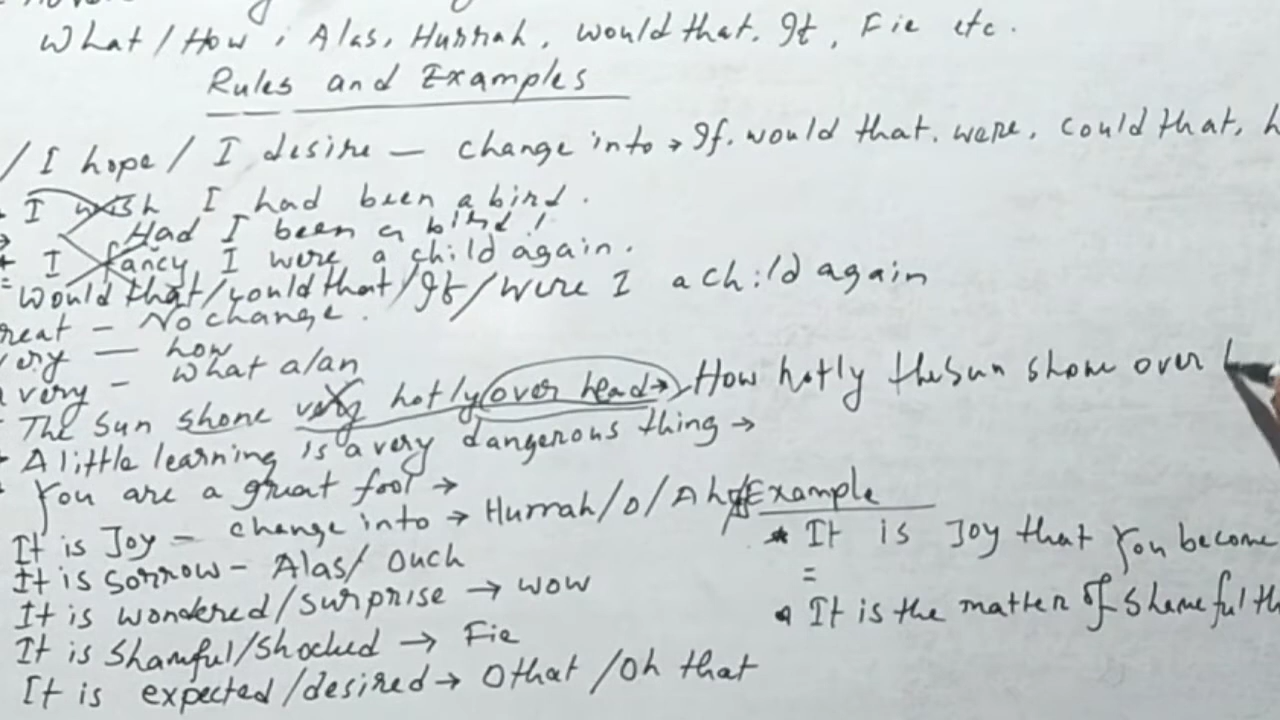 What / How, Alas, Hurrah, would that, If, Fie etc.
Rules and Examples
/ I hope / I desire — change into → If. would that. were. could that, h
I wish I had been a bird.
Had I been a bird!
I fancy I were a child again.
= Would that / could that / If / were I a child again
reat — No change.
ery — how
very — what a/an
The Sun shone very hotly over head → How hotly the Sun shone over h
A little learning is a very dangerous thing →
You are a great fool →
It is Joy — change into → Hurrah / O / Ah
Example
It is Sorrow — Alas / Ouch
* It is Joy that you become
It is wondered / surprise → wow
=
It is Shamful / Shocked → Fie
It is the matter of Shameful th
It is expected / desired → O that / Oh that